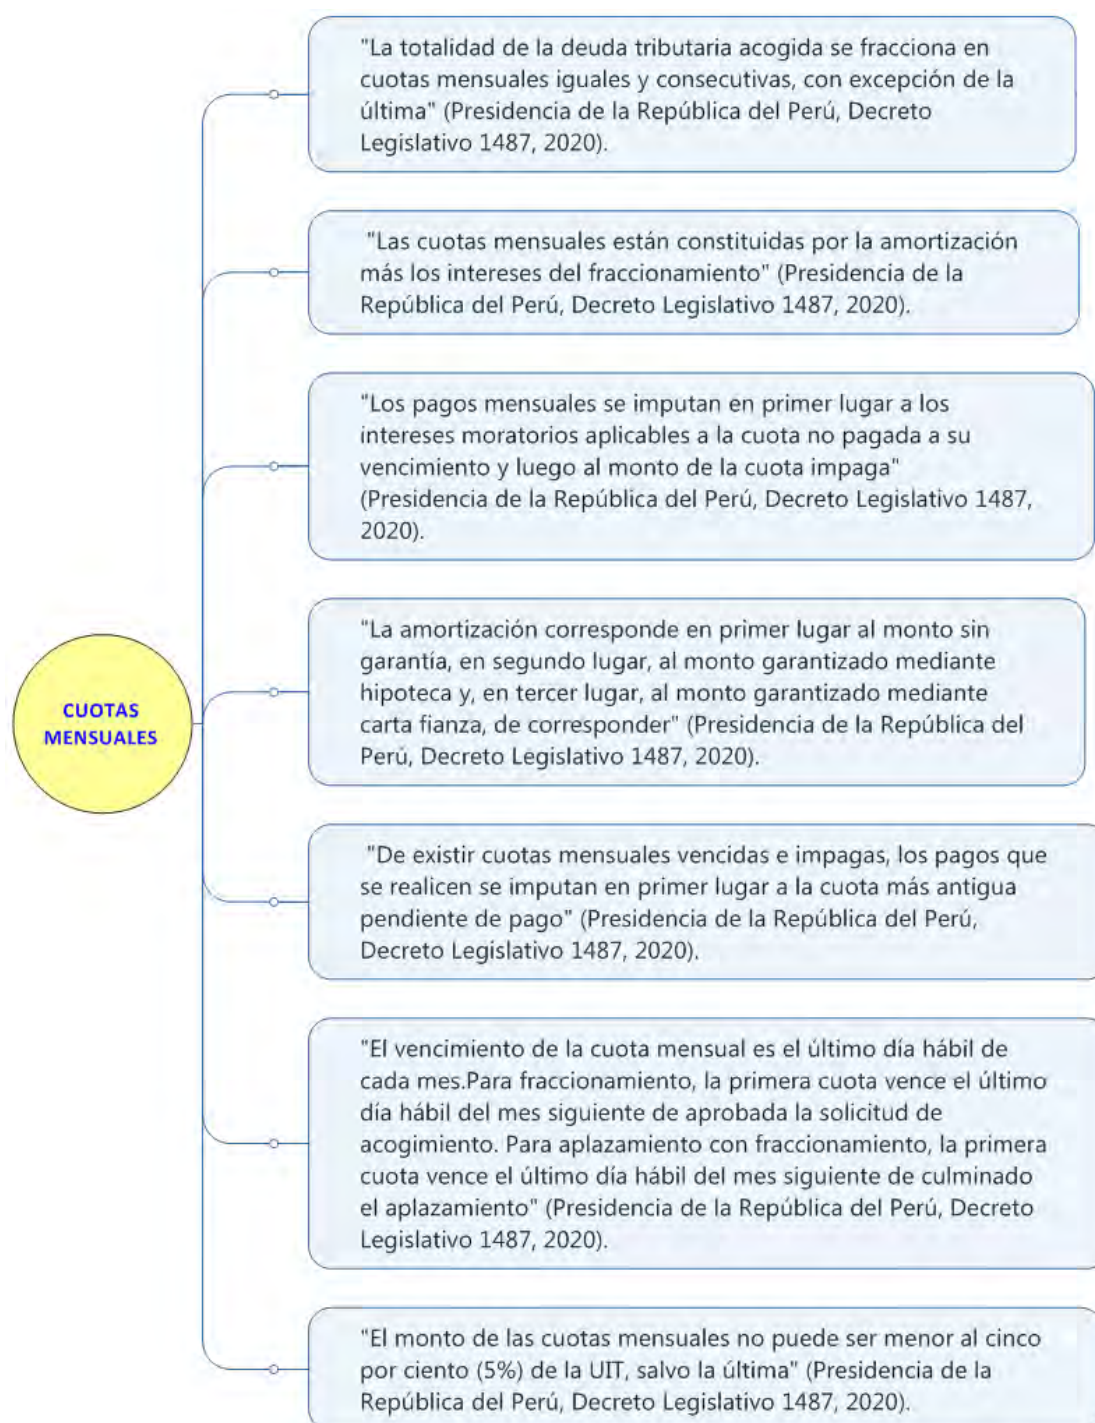 "La totalidad de la deuda tributaria acogida se fracciona en
cuotas mensuales iguales y consecutivas, con excepción de la
última" (Presidencia de la República del Perú, Decreto
Legislativo 1487, 2020).
"Las cuotas mensuales están constituidas por la amortización
más los intereses del fraccionamiento" (Presidencia de la
República del Perú, Decreto Legislativo 1487, 2020).
"Los pagos mensuales se imputan en primer lugar a los
intereses moratorios aplicables a la cuota no pagada a su
vencimiento y luego al monto de la cuota impaga"
(Presidencia de la República del Perú, Decreto Legislativo 1487,
2020).
CUOTAS
MENSUALES
"La amortización corresponde en primer lugar al monto sin
garantía, en segundo lugar, al monto garantizado mediante
hipoteca y, en tercer lugar, al monto garantizado mediante
carta fianza, de corresponder" (Presidencia de la República del
Perú, Decreto Legislativo 1487, 2020).
"De existir cuotas mensuales vencidas e impagas, los pagos que
se realicen se imputan en primer lugar a la cuota más antigua
pendiente de pago" (Presidencia de la República del Perú,
Decreto Legislativo 1487, 2020).
"El vencimiento de la cuota mensual es el último día hábil de
cada mes.Para fraccionamiento, la primera cuota vence el último
día hábil del mes siguiente de aprobada la solicitud de
acogimiento. Para aplazamiento con fraccionamiento, la primera
cuota vence el último día hábil del mes siguiente de culminado
el aplazamiento" (Presidencia de la República del Perú, Decreto
Legislativo 1487, 2020).
"El monto de las cuotas mensuales no puede ser menor al cinco
por ciento (5%) de la UIT, salvo la última" (Presidencia de la
República del Perú, Decreto Legislativo 1487, 2020).